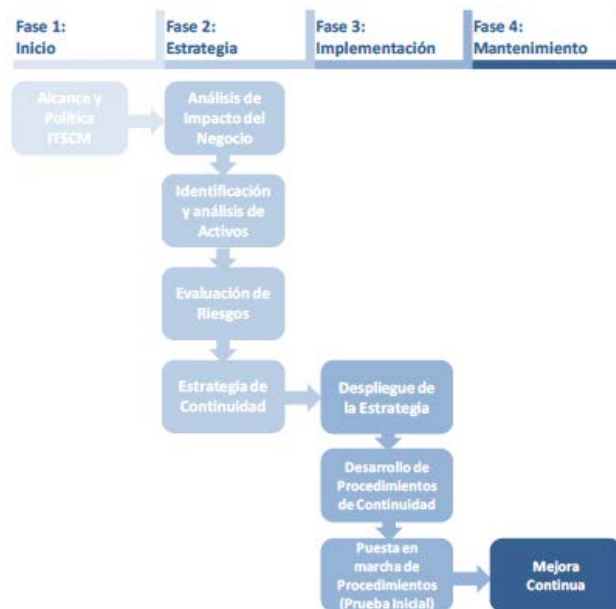 Fase 1:
Inicio
Fase 2:
Estrategia
Fase 3:
Implementación
Fase 4:
Mantenimiento
Alcance y
Política
ITSCM
Análisis de
Impacto del
Negocio
Identificación
y análisis de
Activos
Evaluación de
Riesgos
Estrategia de
Continuidad
Despliegue de
la Estrategia
Desarrollo de
Procedimientos
de Continuidad
Puesta en
marcha de
Procedimientos
(Prueba Inicial)
Mejora
Continua